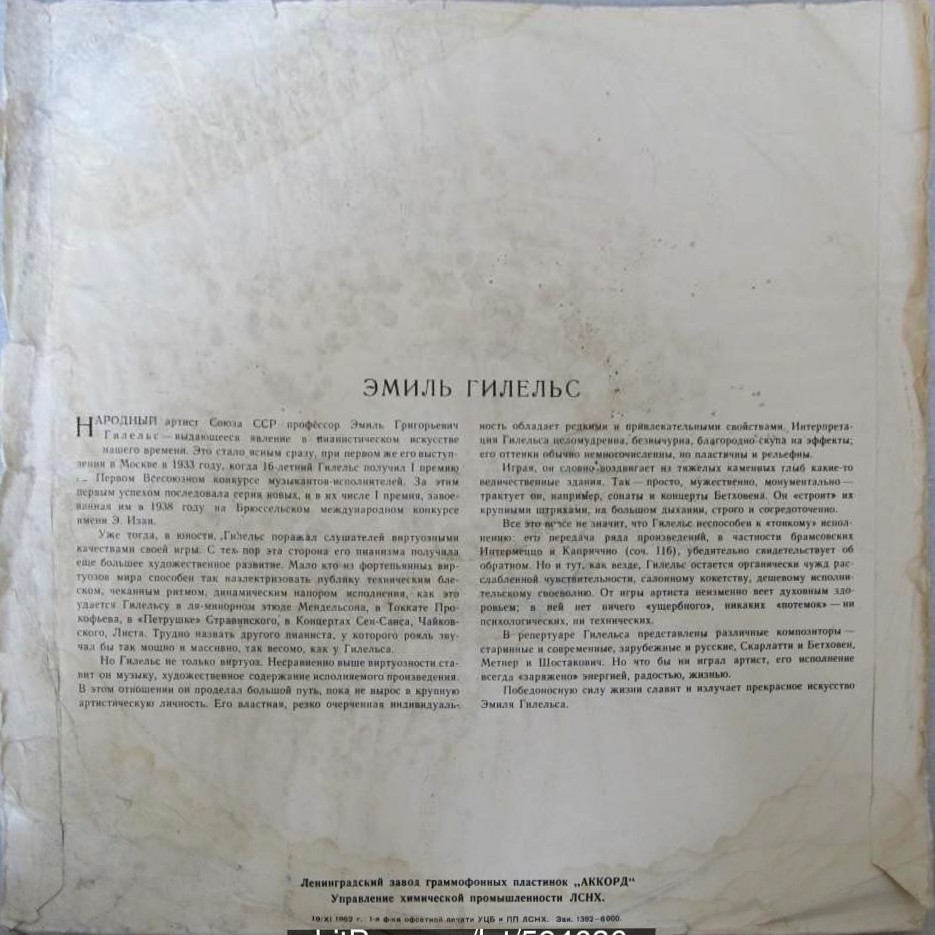 ЭМИЛЬ ГИЛЕЛЬС
НАРОДНЫЙ артист Союза ССР профессор Эмиль Григорьевич
Гилельс — выдающееся явление в пианистическом искусстве
нашего времени. Это стало ясным сразу, при первом же его выступ-
лении в Москве в 1933 году, когда 16-летний Гилельс получил I премию
Первом Всесоюзном конкурсе музыкантов-исполнителей. За этим
первым успехом последовала серия новых, и в их числе I премия, завое-
ванная им в 1938 году на Брюссельском международном конкурсе
имени Э. Изаи.
Уже тогда, в юности, Гилельс поражал слушателей виртуозными
качествами своей игры. С тех пор эта сторона его пианизма получила
еще большее художественное развитие. Мало кто из фортепьянных вир-
туозов мира способен так наэлектризовать публику техническим бле-
ском, чеканным ритмом, динамическим напором исполнения, как это
удается Гилельсу в ля-минорном этюде Мендельсона, в Токкате Про-
кофьева, в «Петрушке» Стравинского, в Концертах Сен-Санса, Чайков-
ского, Листа. Трудно назвать другого пианиста, у которого рояль зву-
чал бы так мощно и массивно, так весомо, как у Гилельса.
Но Гилельс не только виртуоз. Несравненно выше виртуозности ста-
вит он музыку, художественное содержание исполняемого произведения.
В этом отношении он проделал большой путь, пока не вырос в крупную
артистическую личность. Его властная, резко очерченная индивидуаль-
ность обладает редкими и привлекательными свойствами. Интерпрета-
ция Гилельса целомудренна, безвычурна, благородно скупа на эффекты;
его оттенки обычно немногочисленны, но пластичны и рельефны.
Играя, он словно воздвигает из тяжелых каменных глыб какие-то
величественные здания. Так — просто, мужественно, монументально —
трактует он, например, сонаты и концерты Бетховена. Он «строит» их
крупными штрихами, на большом дыхании, строго и сосредоточенно.
Все это вовсе не значит, что Гилельс неспособен к «тонкому» испол-
нению: его передача ряда произведений, в частности брамсовских
Интермеццо и Каприччио (соч. 116), убедительно свидетельствует об
обратном. Но и тут, как везде, Гилельс остается органически чужд рас-
слабленной чувствительности, салонному кокетству, дешевому исполни-
тельскому своеволию. От игры артиста неизменно веет духовным здо-
ровьем; в ней нет ничего «ущербного», никаких «потемок» — ни
психологических, ни технических.
В репертуаре Гилельса представлены различные композиторы —
старинные и современные, зарубежные и русские, Скарлатти и Бетховен,
Метнер и Шостакович. Но что бы ни играл артист, его исполнение
всегда «заряжено» энергией, радостью, жизнью.
Победоносную силу жизни славит и излучает прекрасное искусство
Эмиля Гилельса.
Ленинградский завод граммофонных пластинок „АККОРД“
Управление химической промышленности ЛСНХ.
19/XI 1962 г. 1-я ф-ка офсетной печати УЦБ и ПП ЛСНХ. Зак. 1382—6000.